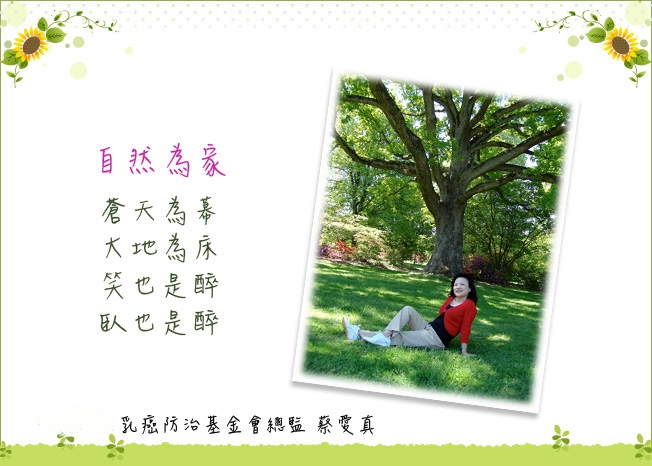 自然為家
蒼天為幕
大地為床
笑也是醉
臥也是醉
乳癌防治基金會總監 蔡愛真